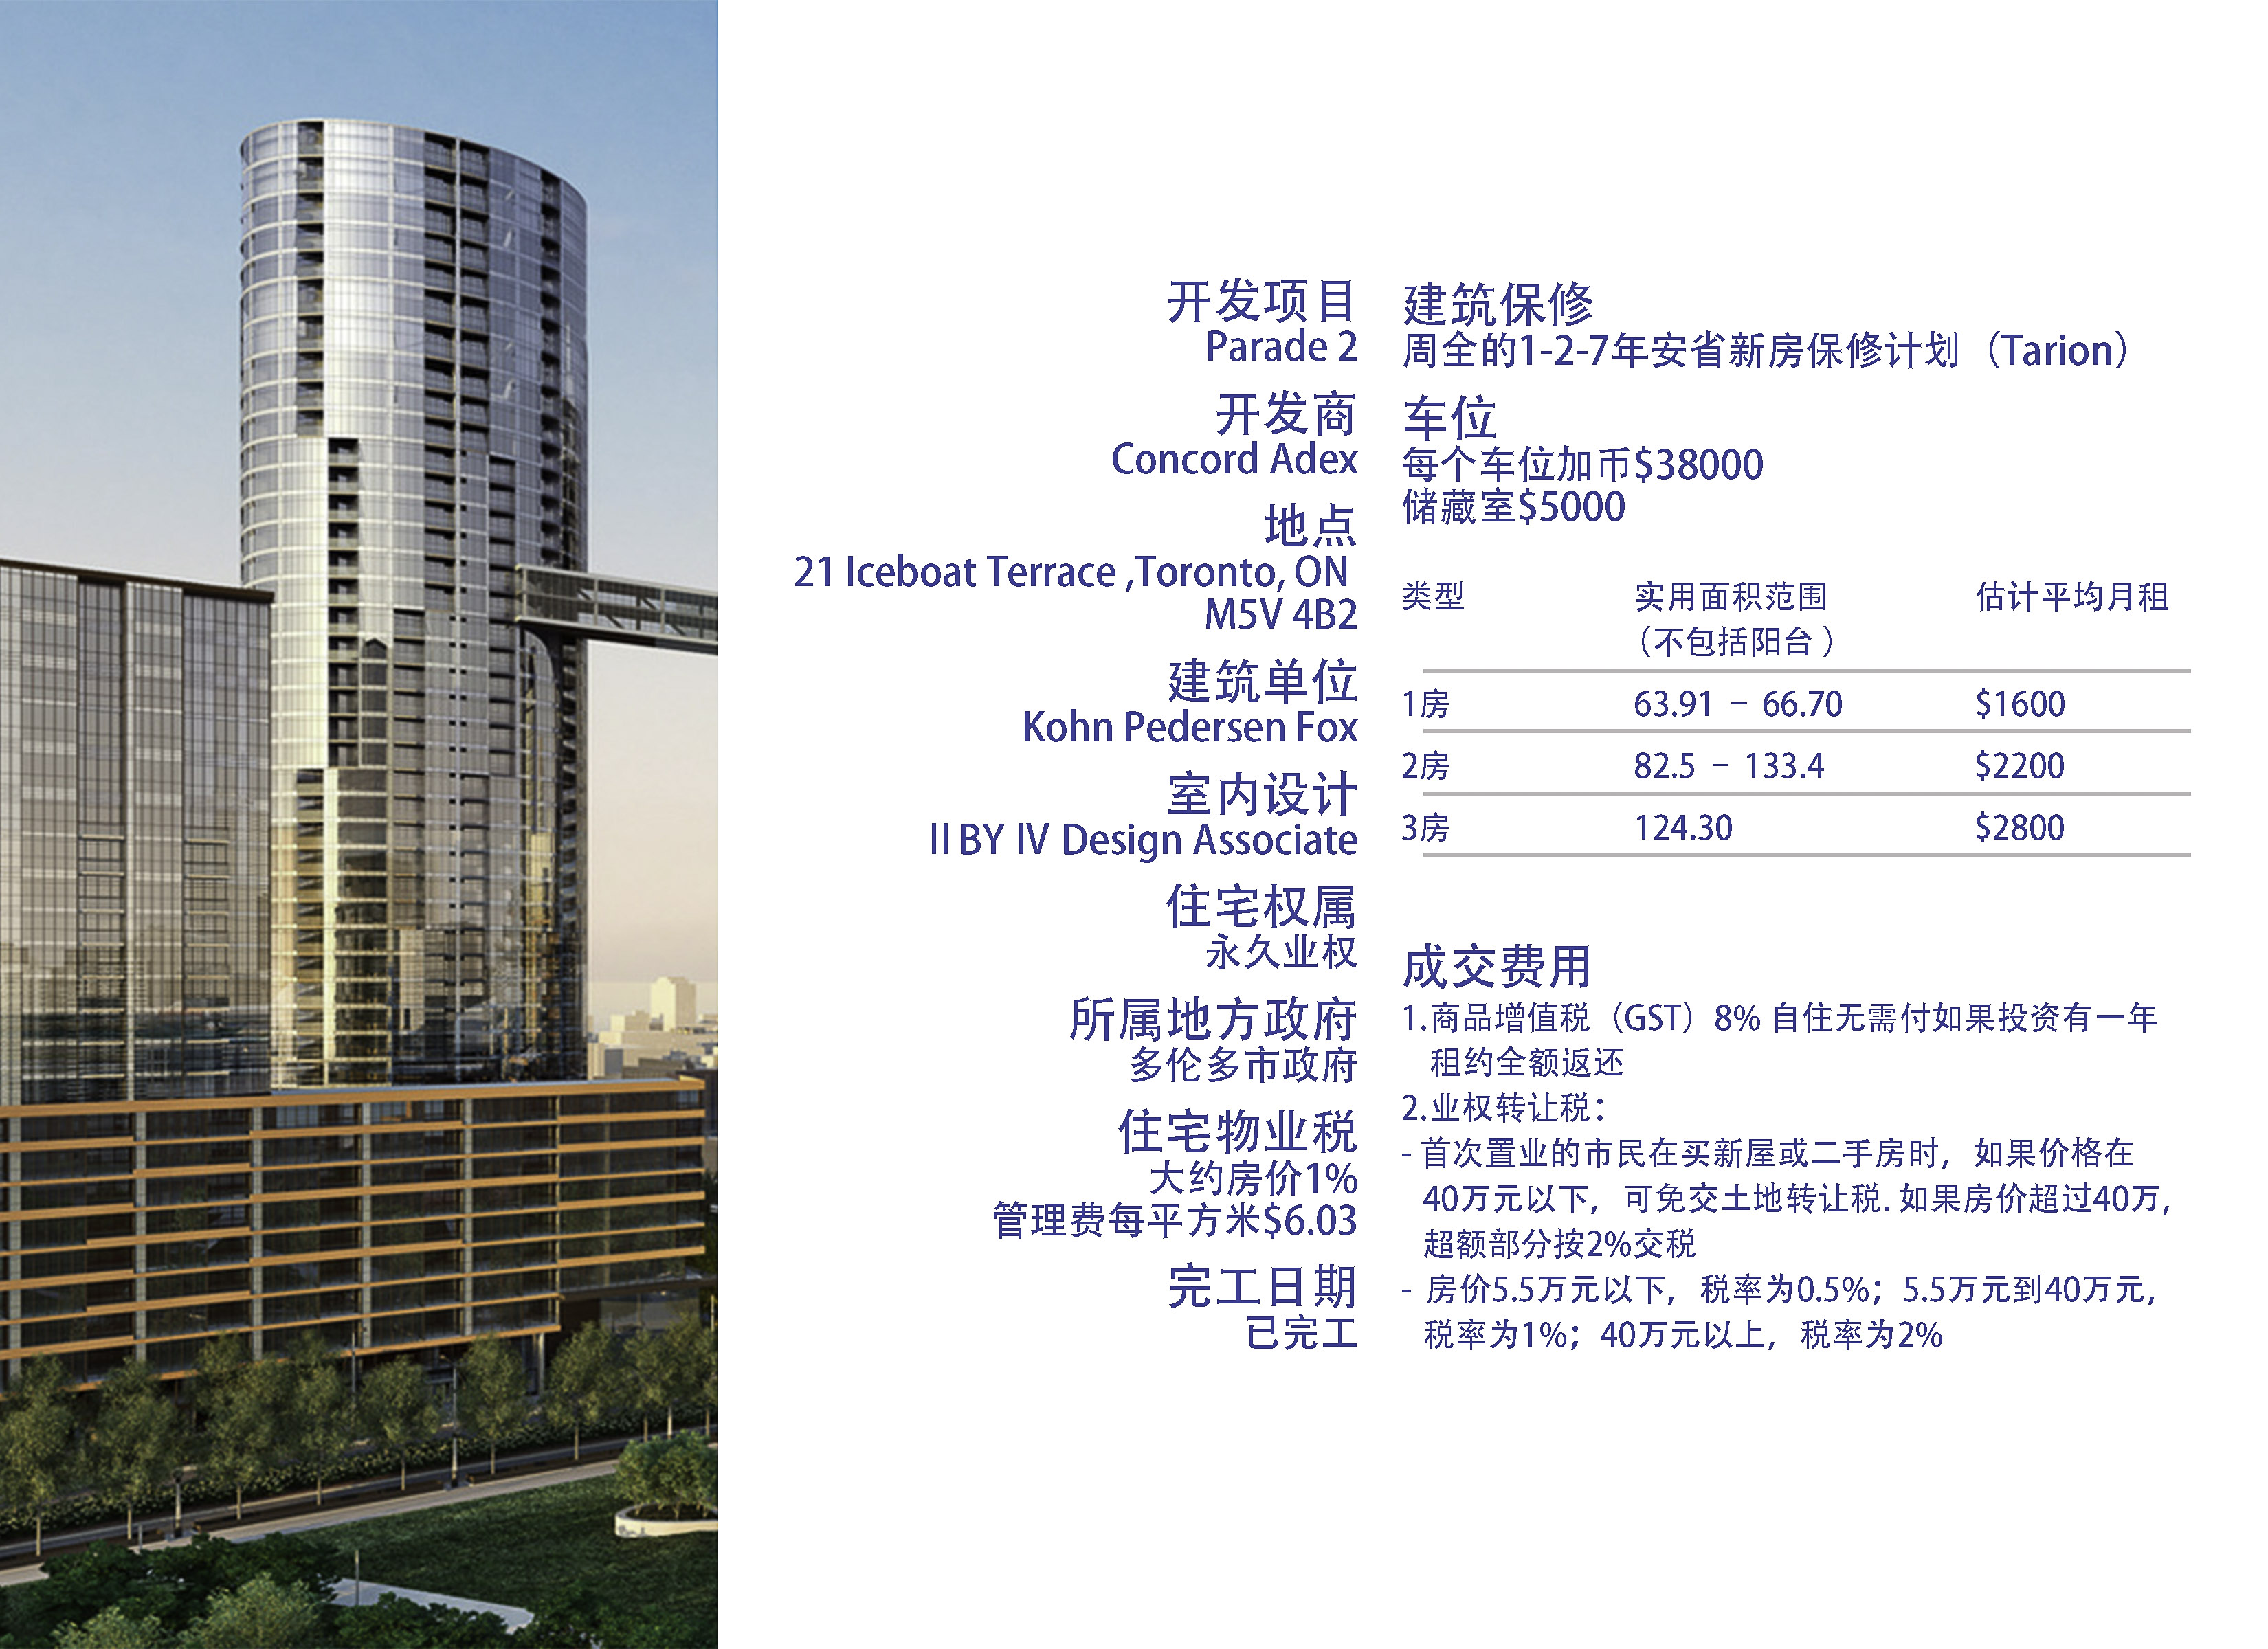 开发项目
Parade 2
开发商
Concord Adex
地点
21 Iceboat Terrace ,Toronto, ON
M5V 4B2
建筑单位
Kohn Pedersen Fox
室内设计
II BY IV Design Associate
住宅权属
永久业权
所属地方政府
多伦多市政府
住宅物业税
大约房价1%
管理费每平方米$6.03
完工日期
已完工
建筑保修
周全的1-2-7年安省新房保修计划（Tarion）
车位
每个车位加币$38000
储藏室$5000
类型 实用面积范围 估计平均月租
（不包括阳台）
1房 63.91 – 66.70 $1600
2房 82.5 – 133.4 $2200
3房 124.30 $2800
成交费用
1.商品增值税（GST）8% 自住无需付如果投资有一年
租约全额返还
2.业权转让税：
- 首次置业的市民在买新屋或二手房时，如果价格在
40万元以下，可免交土地转让税. 如果房价超过40万，
超额部分按2%交税
- 房价5.5万元以下，税率为0.5%；5.5万元到40万元，
税率为1%；40万元以上，税率为2%